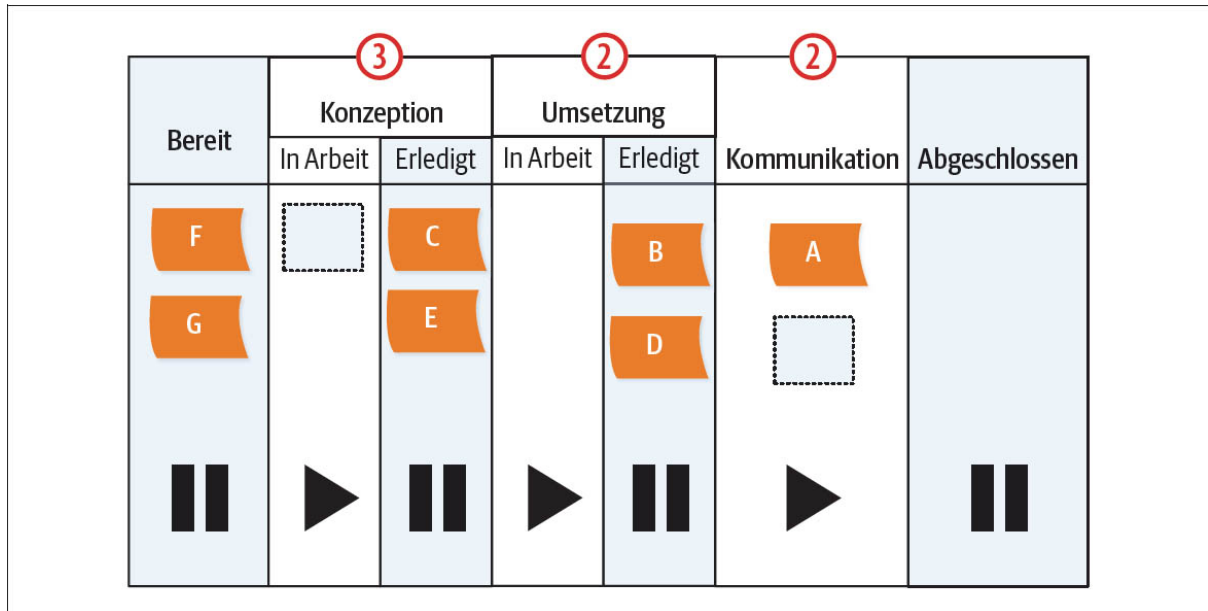 3 2 2
Bereit Konzeption Umsetzung Kommunikation Abgeschlossen
In Arbeit Erledigt In Arbeit Erledigt
F C B A
G E D